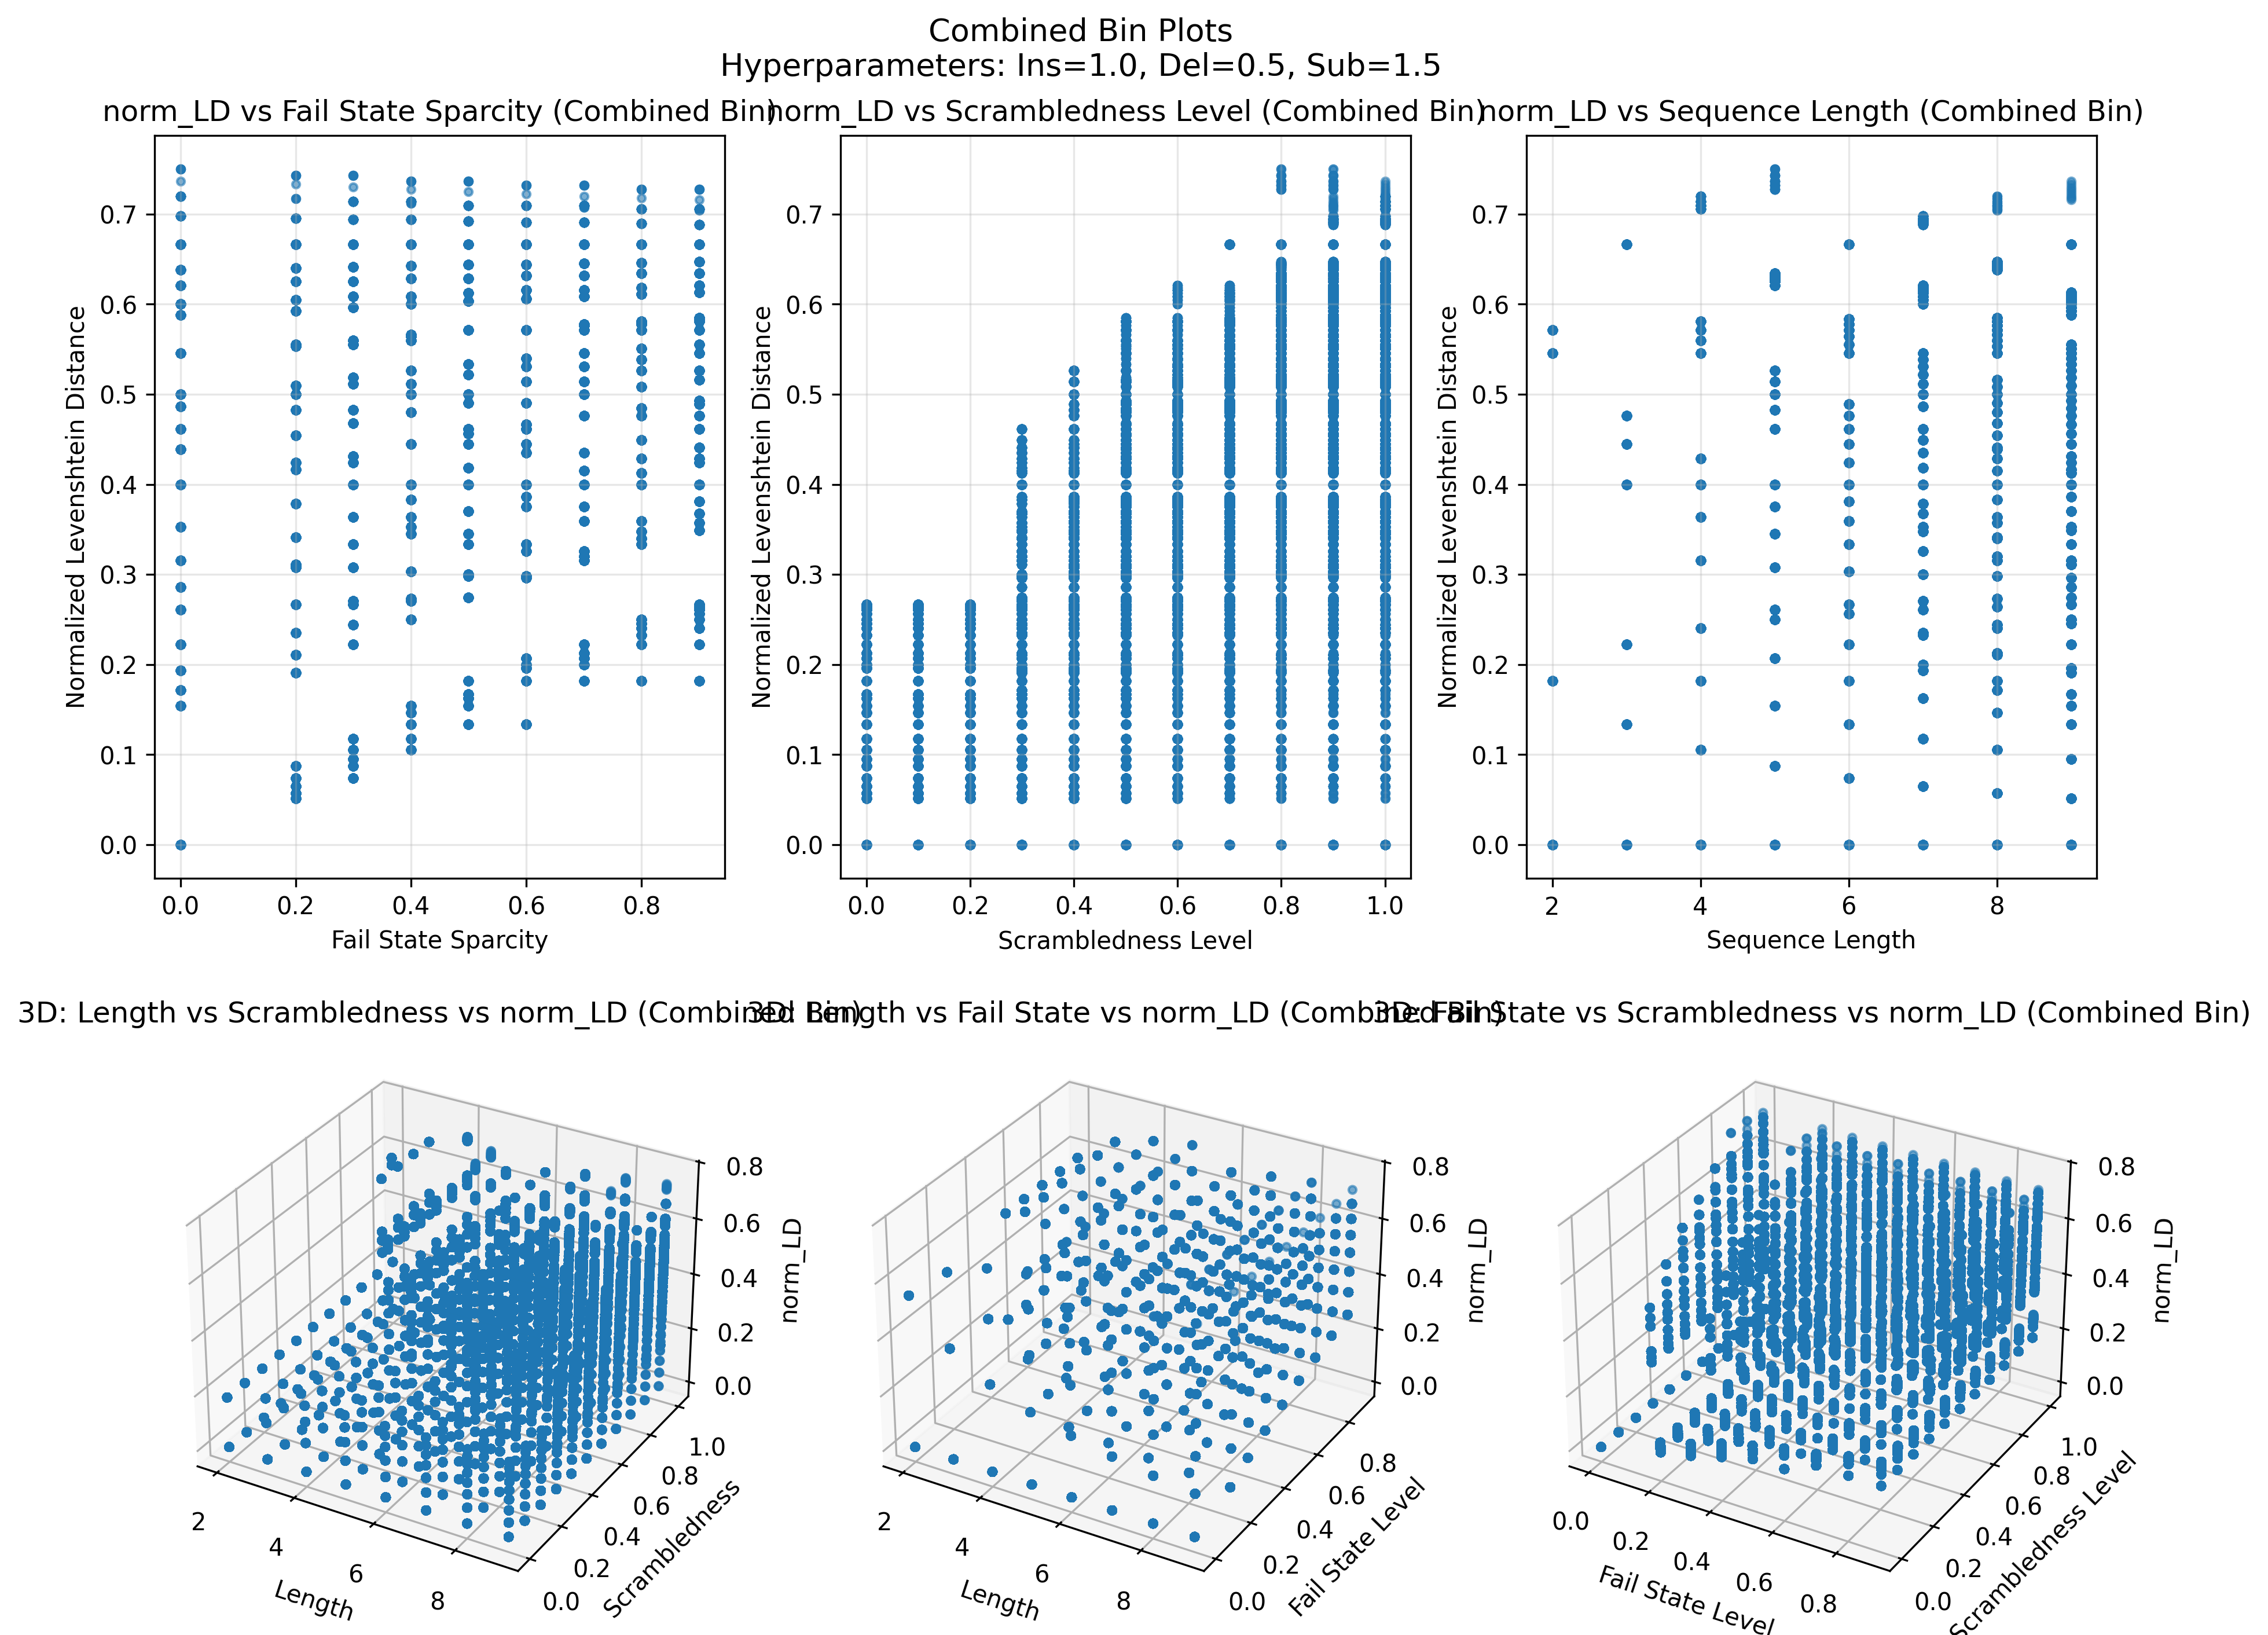 Combined Bin Plots
Hyperparameters: Ins=1.0, Del=0.5, Sub=1.5
norm_LD vs Fail State Sparcity (Combined Bin)
Normalized Levenshtein Distance
0.7
0.6
0.5
0.4
0.3
0.2
0.1
0.0
0.0 0.2 0.4 0.6 0.8
Fail State Sparcity
norm_LD vs Scrambledness Level (Combined Bin)
Normalized Levenshtein Distance
0.7
0.6
0.5
0.4
0.3
0.2
0.1
0.0
0.0 0.2 0.4 0.6 0.8 1.0
Scrambledness Level
norm_LD vs Sequence Length (Combined Bin)
Normalized Levenshtein Distance
0.7
0.6
0.5
0.4
0.3
0.2
0.1
0.0
2 4 6 8
Sequence Length
3D: Length vs Scrambledness vs norm_LD (Combined Bin)
0.8
0.6
0.4
0.2
0.0
norm_LD
2 4 6 8
Length
0.0 0.2 0.4 0.6 0.8 1.0
Scrambledness
3D: Length vs Fail State vs norm_LD (Combined Bin)
0.8
0.6
0.4
0.2
0.0
norm_LD
2 4 6 8
Length
0.0 0.2 0.4 0.6 0.8
Fail State Level
3D: Fail State vs Scrambledness vs norm_LD (Combined Bin)
0.8
0.6
0.4
0.2
0.0
norm_LD
0.0 0.2 0.4 0.6 0.8
Fail State Level
0.0 0.2 0.4 0.6 0.8 1.0
Scrambledness Level